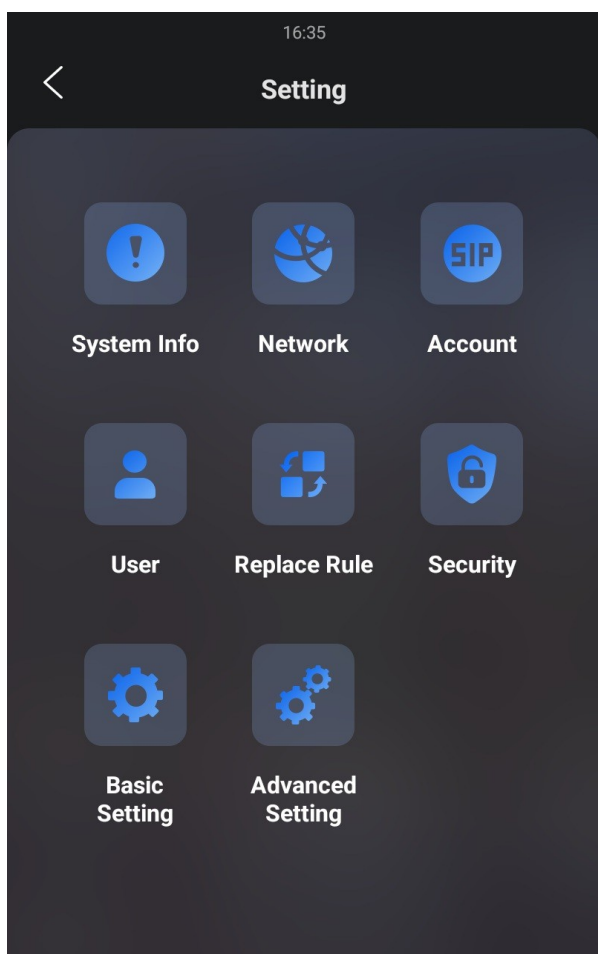 16:35
Setting
SIP
System Info
Network
Account
User
Replace Rule
Security
Basic
Setting
Advanced
Setting